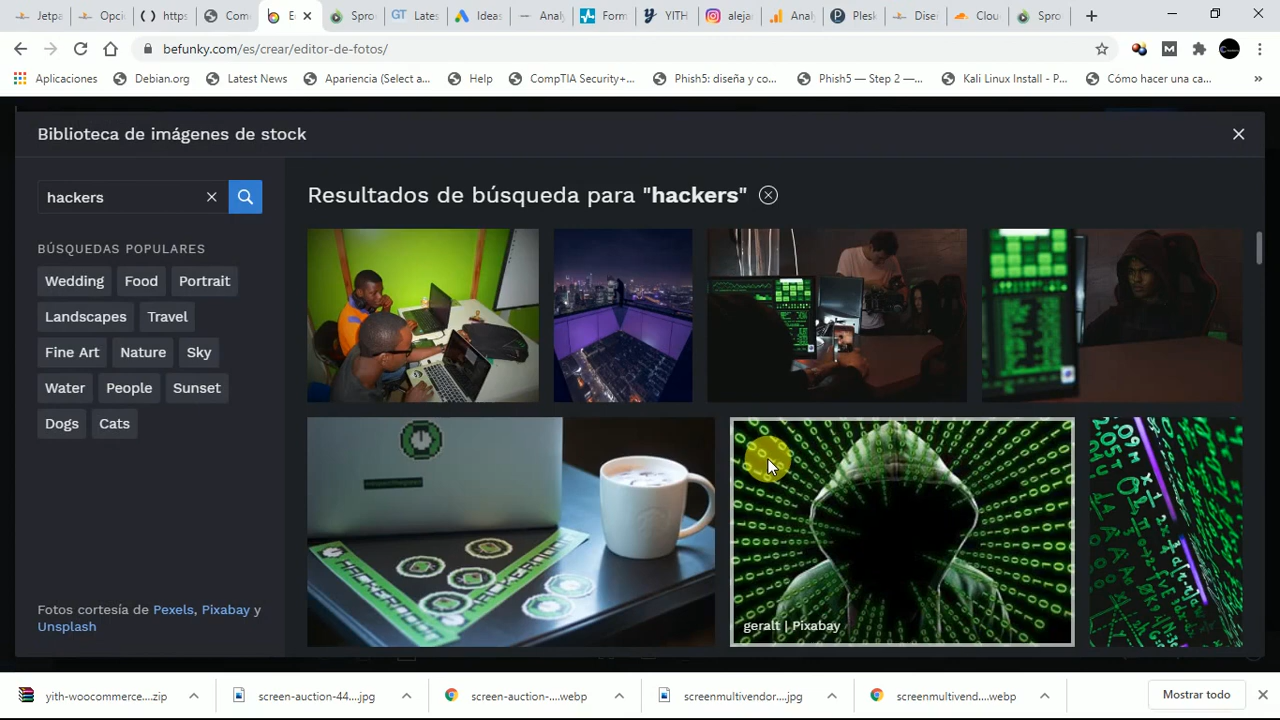 Jetpa
Opci
https
Com
E
Spro
GT Lates
Ideas
Analy
Form
YITH
alejar
Analy
Plesk
Dise
Clou
Spro
befunky.com/es/crear/editor-de-fotos/
Aplicaciones
Debian.org
Latest News
Apariencia (Select a...
Help
CompTIA Security+...
Phish5: diseña y co...
Phish5 — Step 2 —...
Kali Linux Install - P...
Cómo hacer una ca...
»
Biblioteca de imágenes de stock
hackers
Resultados de búsqueda para "hackers"
BÚSQUEDAS POPULARES
Wedding
Food
Portrait
Landscapes
Travel
Fine Art
Nature
Sky
Water
People
Sunset
Dogs
Cats
geralt | Pixabay
Fotos cortesía de Pexels, Pixabay y
Unsplash
yith-woocommerce....zip
screen-auction-44...jpg
screen-auction-....webp
screenmultivendor....jpg
screenmultivend....webp
Mostrar todo